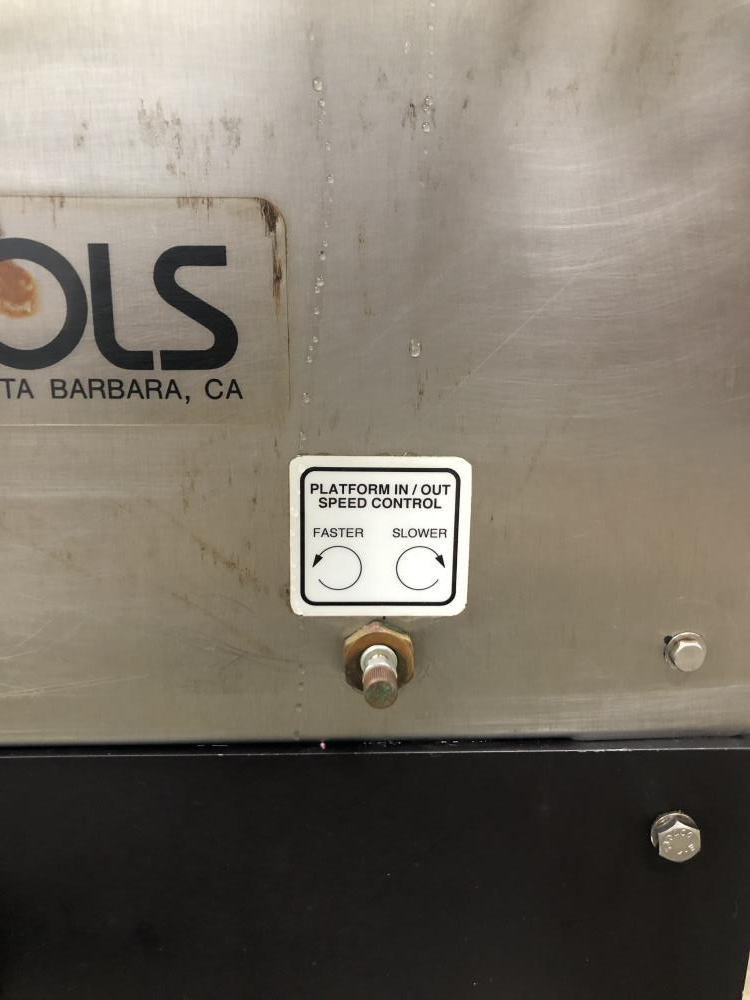 OLS
TA BARBARA, CA
PLATFORM IN / OUT
SPEED CONTROL
FASTER SLOWER